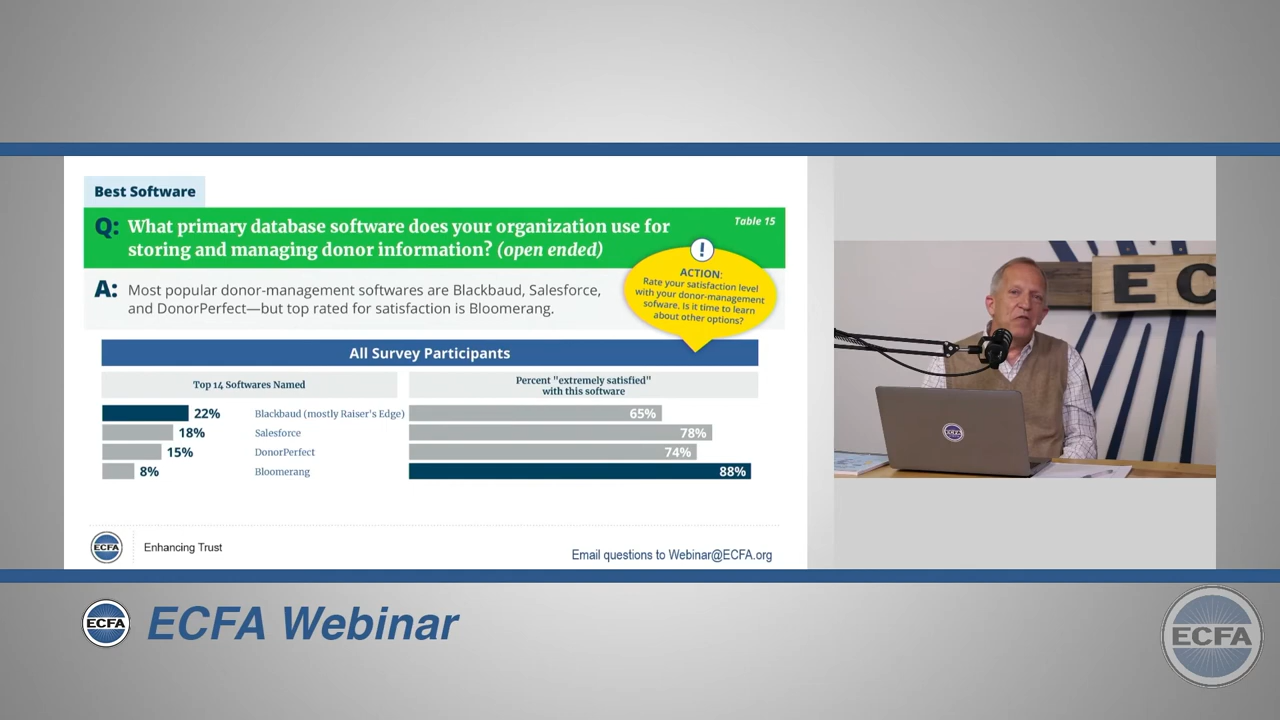 Best Software
Q: What primary database software does your organization use for
storing and managing donor information? (open ended)
Table 15
!
ACTION:
Rate your satisfaction level
with your donor-management
sofware. Is it time to learn
about other options?
A: Most popular donor-management softwares are Blackbaud, Salesforce,
and DonorPerfect—but top rated for satisfaction is Bloomerang.
All Survey Participants
Top 14 Softwares Named
Percent "extremely satisfied"
with this software
22% Blackbaud (mostly Raiser's Edge) 65%
18% Salesforce 78%
15% DonorPerfect 74%
8% Bloomerang 88%
ECFA
Enhancing Trust
Email questions to Webinar@ECFA.org
EC
ECFA
ECFA
ECFA Webinar
ECFA